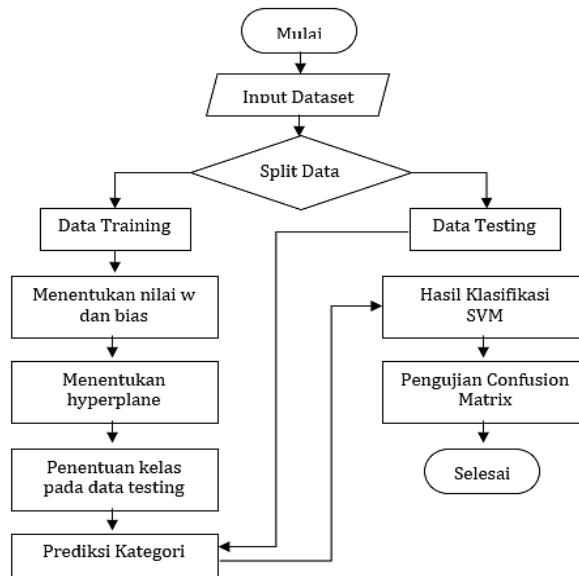 Mulai
Input Dataset
Split Data
Data Training
Data Testing
Menentukan nilai w
dan bias
Menentukan
hyperplane
Penentuan kelas
pada data testing
Prediksi Kategori
Hasil Klasifikasi
SVM
Pengujian Confusion
Matrix
Selesai